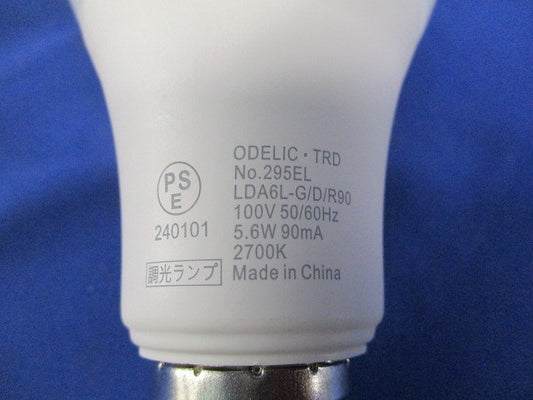 PS
E
240101
調光ランプ
ODELIC・TRD
No.295EL
LDA6L-G/D/R90
100V 50/60Hz
5.6W 90mA
2700K
Made in China